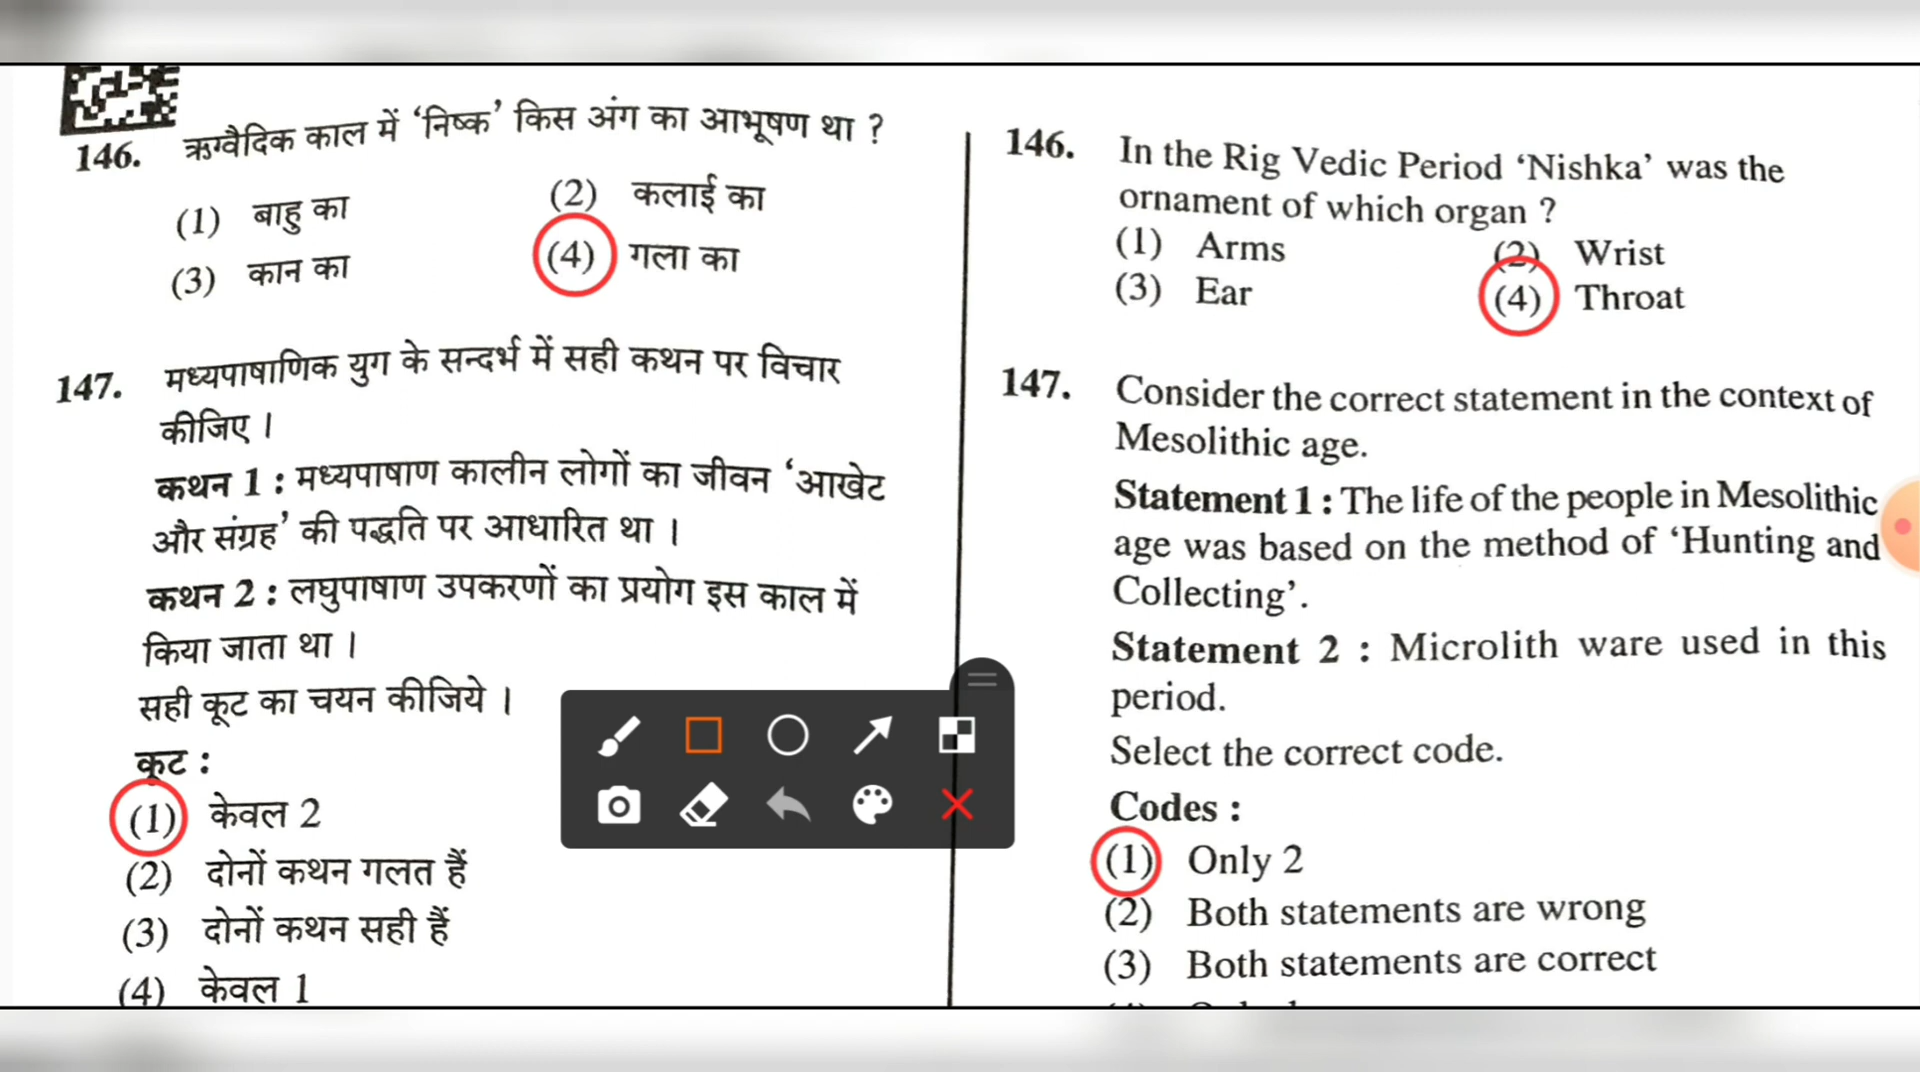 146. ऋग्वैदिक काल में ‘निष्क’ किस अंग का आभूषण था ?
(1) बाहु का (2) कलाई का
(3) कान का (4) गला का
147. मध्यपाषाणिक युग के सन्दर्भ में सही कथन पर विचार
कीजिए ।
कथन 1 : मध्यपाषाण कालीन लोगों का जीवन ‘आखेट
और संग्रह’ की पद्धति पर आधारित था ।
कथन 2 : लघुपाषाण उपकरणों का प्रयोग इस काल में
किया जाता था ।
सही कूट का चयन कीजिये ।
कूट :
(1) केवल 2
(2) दोनों कथन गलत हैं
(3) दोनों कथन सही हैं
(4) केवल 1
146. In the Rig Vedic Period ‘Nishka’ was the
ornament of which organ ?
(1) Arms (2) Wrist
(3) Ear (4) Throat
147. Consider the correct statement in the context of
Mesolithic age.
Statement 1 : The life of the people in Mesolithic
age was based on the method of ‘Hunting and
Collecting’.
Statement 2 : Microlith ware used in this
period.
Select the correct code.
Codes :
(1) Only 2
(2) Both statements are wrong
(3) Both statements are correct